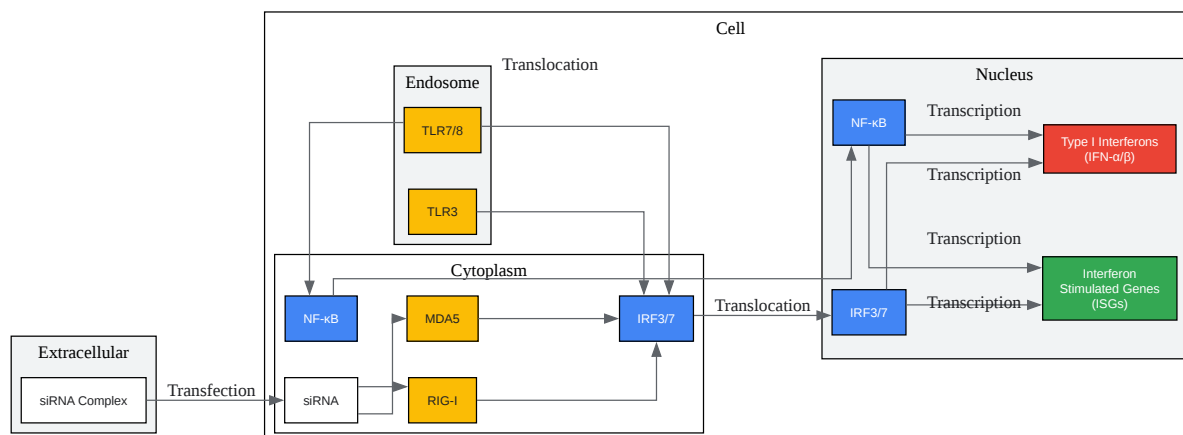 Cell
Translocation
Endosome
TLR7/8
TLR3
Nucleus
NF-κB
Transcription
Type I Interferons
(IFN-α/β)
Transcription
Transcription
Interferon
Stimulated Genes
(ISGs)
IRF3/7
Transcription
Cytoplasm
NF-κB
MDA5
IRF3/7
Translocation
siRNA
RIG-I
Extracellular
siRNA Complex
Transfection